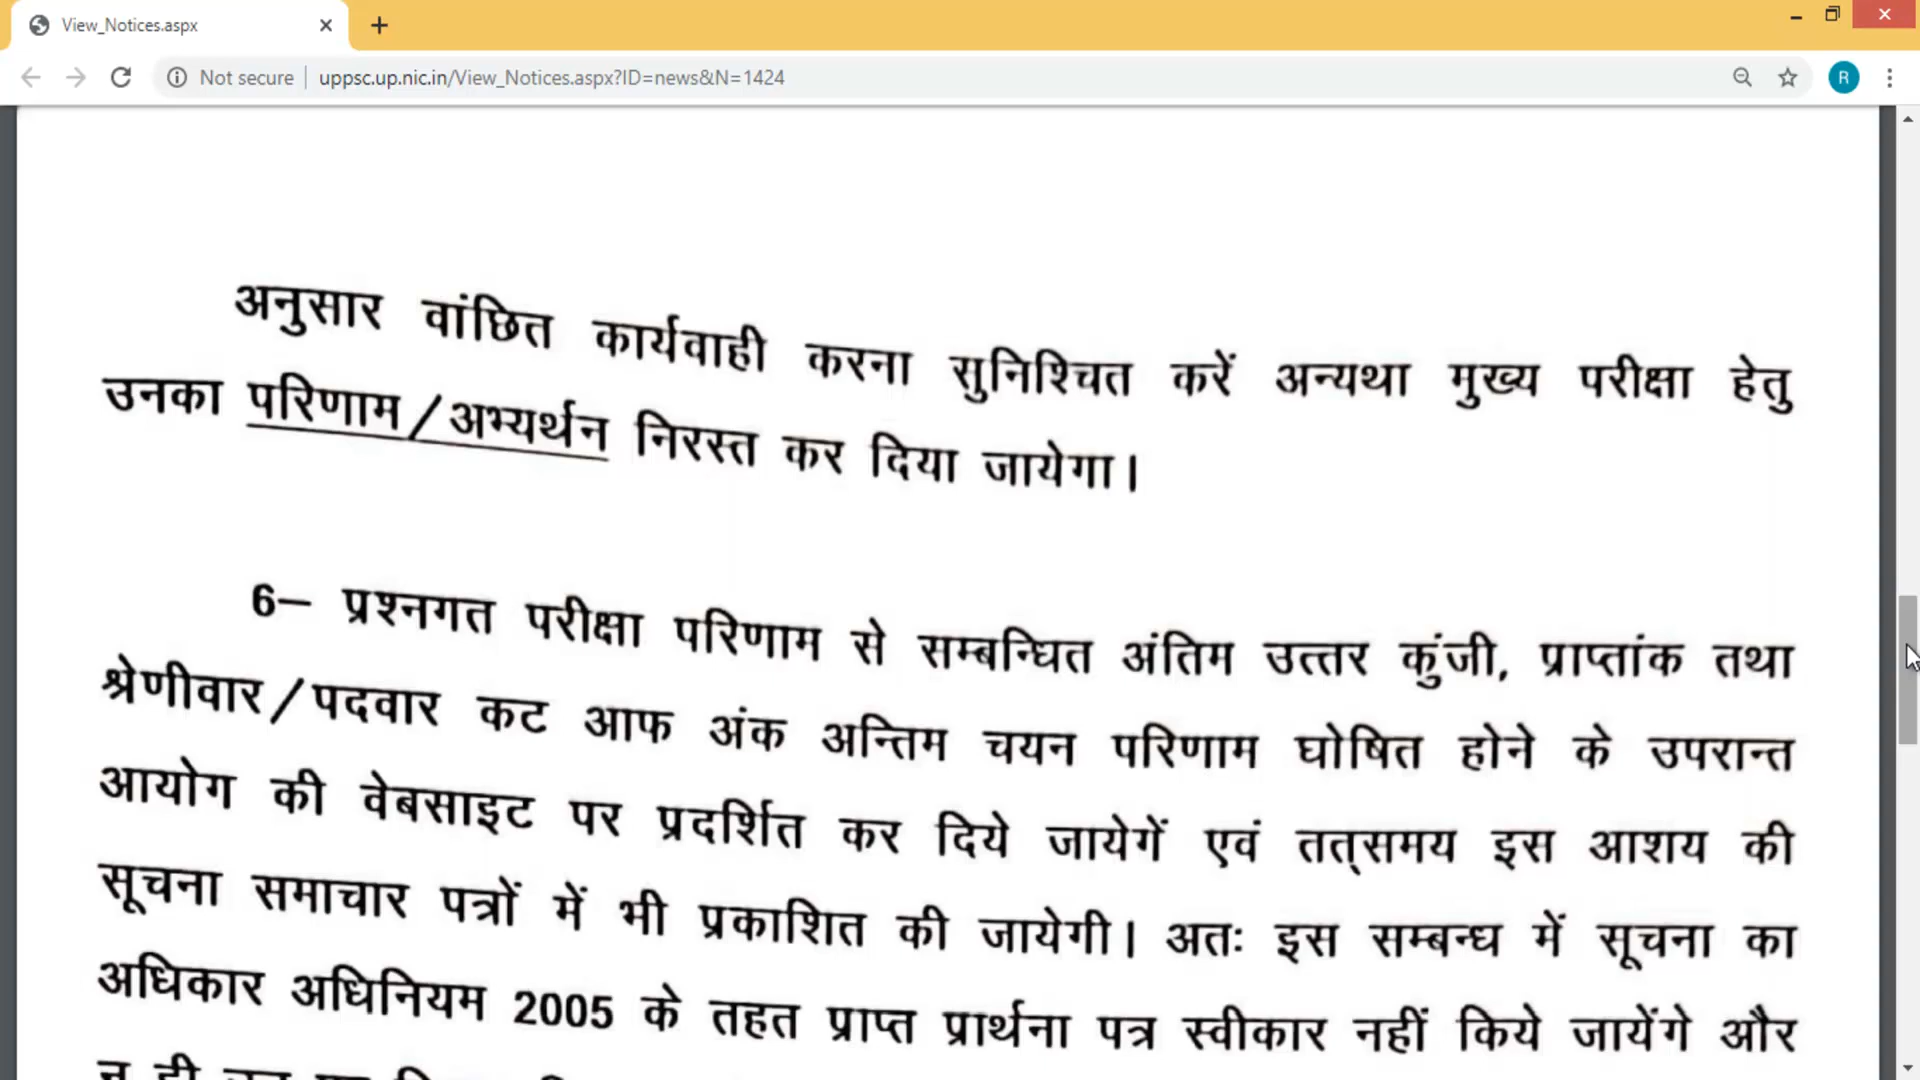 View_Notices.aspx
Not secure
uppsc.up.nic.in/View_Notices.aspx?ID=news&N=1424
R
अनुसार वांछित कार्यवाही करना सुनिश्चित करें अन्यथा मुख्य परीक्षा हेतु
उनका परिणाम/अभ्यर्थन निरस्त कर दिया जायेगा।
6– प्रश्नगत परीक्षा परिणाम से सम्बन्धित अंतिम उत्तर कुंजी, प्राप्तांक तथा
श्रेणीवार/पदवार कट आफ अंक अन्तिम चयन परिणाम घोषित होने के उपरान्त
आयोग की वेबसाइट पर प्रदर्शित कर दिये जायेगें एवं तत्समय इस आशय की
सूचना समाचार पत्रों में भी प्रकाशित की जायेगी। अतः इस सम्बन्ध में सूचना का
अधिकार अधिनियम 2005 के तहत प्राप्त प्रार्थना पत्र स्वीकार नहीं किये जायेंगे और
न ही